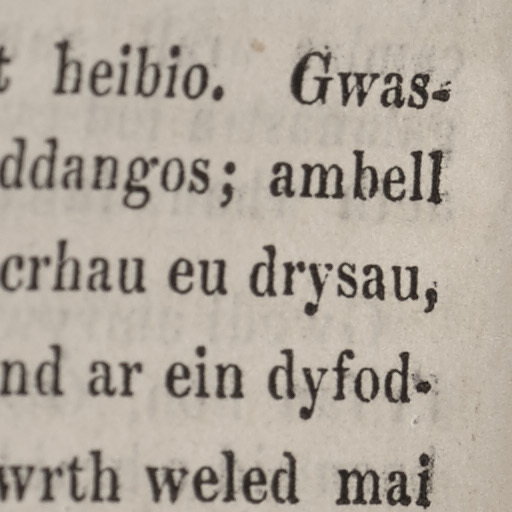 t heibio. Gwas-
ddangos; ambell
crhau eu drysau,
nd ar ein dyfod-
wrth weled mai